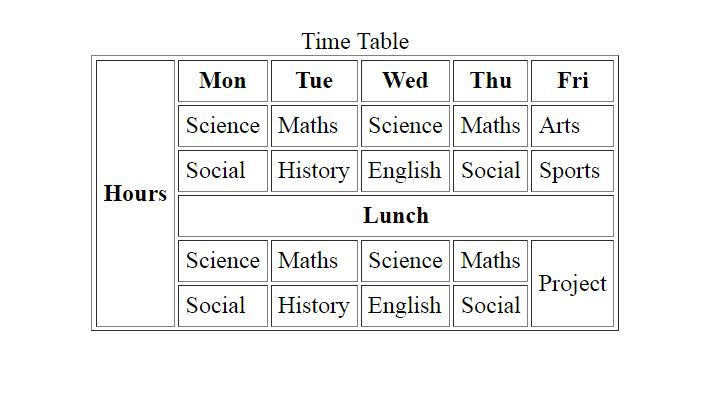 Time Table
Mon Tue Wed Thu Fri
Science Maths Science Maths Arts
Social History English Social Sports
Hours
Lunch
Science Maths Science Maths
Project
Social History English Social